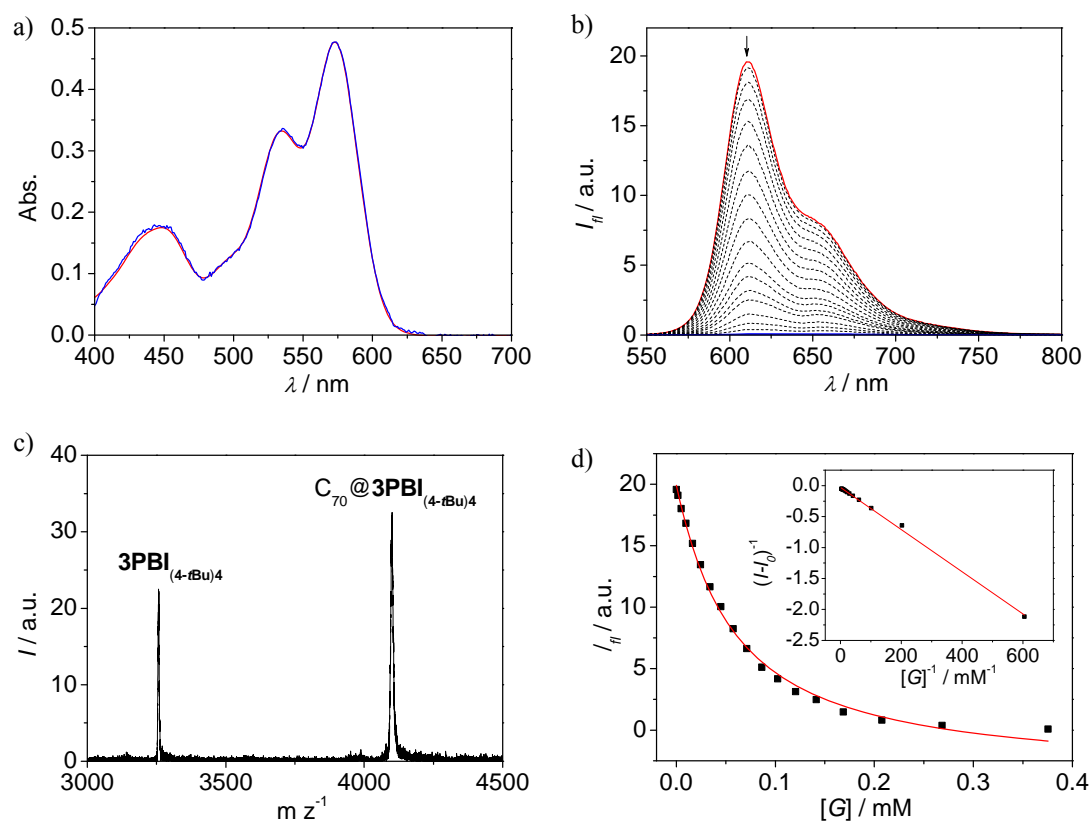 a)
0.5
0.4
0.3
0.2
0.1
0.0
Abs.
400 450 500 550 600 650 700
λ / nm
b)
20
15
10
5
0
I_fl / a.u.
550 600 650 700 750 800
λ / nm
c)
40
30
20
10
0
I / a.u.
3PBI(4-tBu)4
C70@3PBI(4-tBu)4
3000 3500 4000 4500
m z⁻¹
d)
20
15
10
5
0
I_fl / a.u.
0.0 0.1 0.2 0.3 0.4
[G] / mM
0.0
-0.5
-1.0
-1.5
-2.0
-2.5
(I-I₀)⁻¹
0 200 400 600
[G]⁻¹ / mM⁻¹